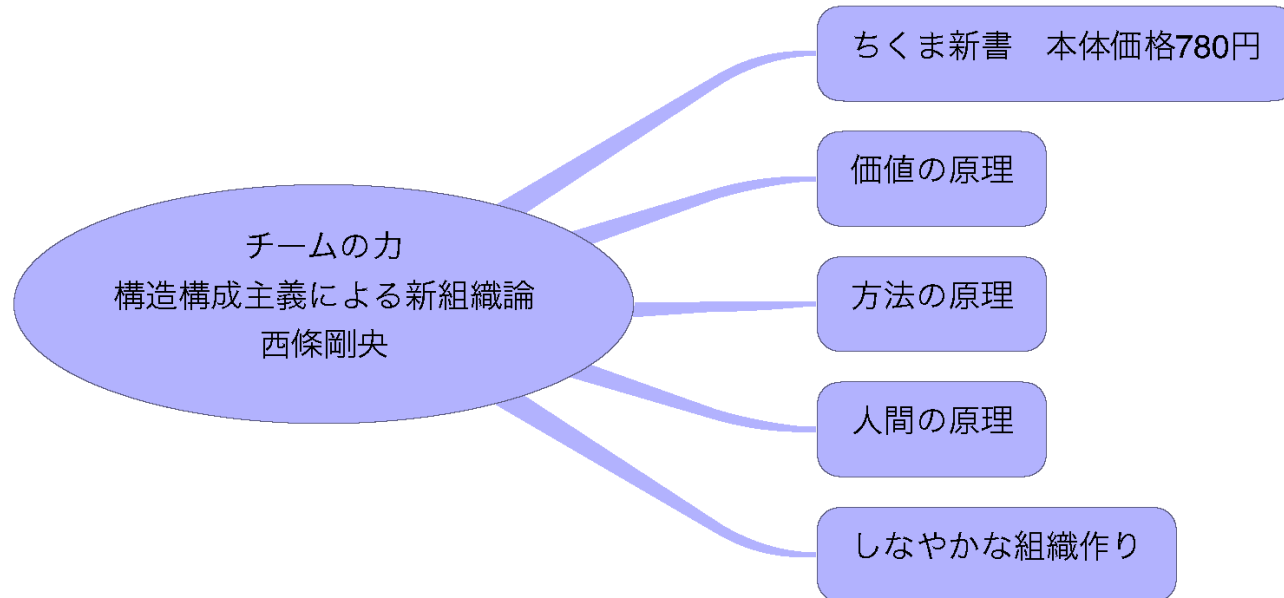 チームの力
構造構成主義による新組織論
西條剛央
ちくま新書　本体価格780円
価値の原理
方法の原理
人間の原理
しなやかな組織作り